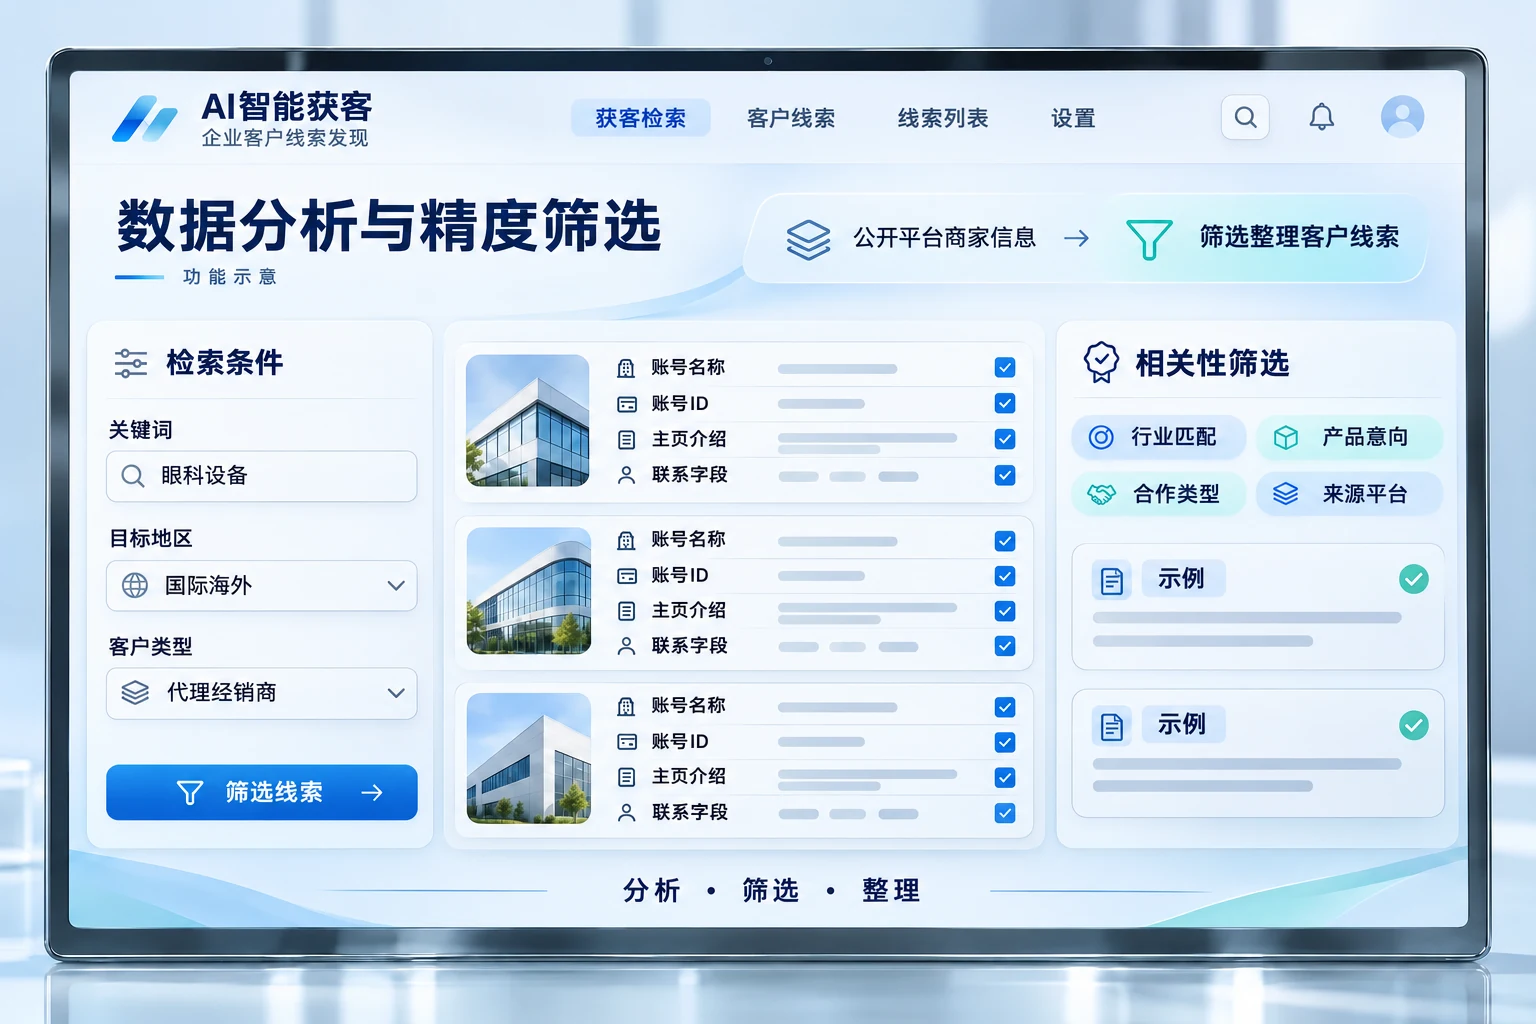 AI智能获客
企业客户线索发现
获客检索
客户线索
线索列表
设置
数据分析与精度筛选
功能示意
公开平台商家信息
筛选整理客户线索
检索条件
关键词
眼科设备
目标地区
国际海外
客户类型
代理经销商
筛选线索
账号名称
账号ID
主页介绍
联系字段
账号名称
账号ID
主页介绍
联系字段
账号名称
账号ID
主页介绍
联系字段
相关性筛选
行业匹配
产品意向
合作类型
来源平台
示例
示例
分析 • 筛选 • 整理